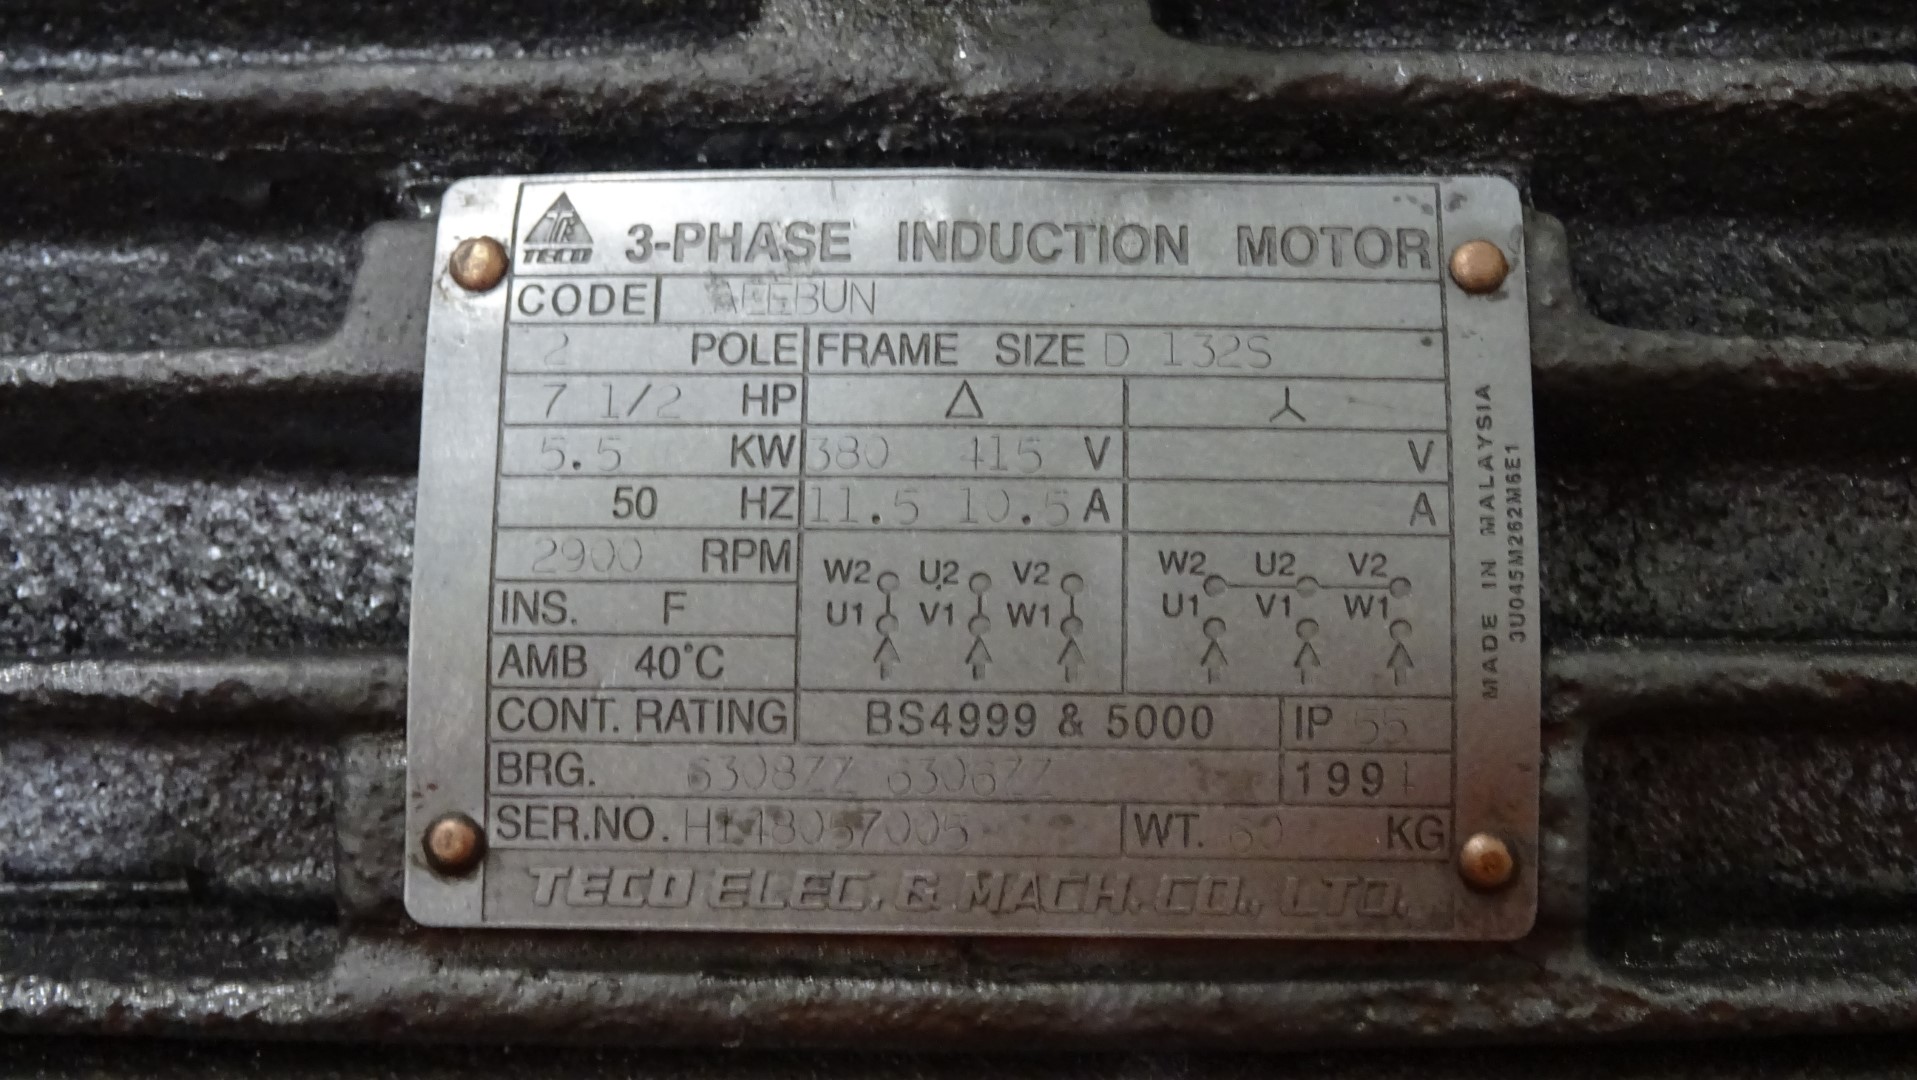 TECO
3-PHASE INDUCTION MOTOR
CODE AEEBUN
2 POLE FRAME SIZE D 132S
7 1/2 HP △ ⅄
5.5 KW 380 415 V V
50 HZ 11.5 10.5 A A
2900 RPM
W2 U2 V2 W2 U2 V2
U1 V1 W1 U1 V1 W1
INS. F
AMB 40°C
CONT. RATING BS4999 & 5000 IP 55
BRG. 6308ZZ 6306ZZ 1991
SER.NO. WT. 60 KG
TECO ELEC. & MACH. CO., LTD.
MADE IN MALAYSIA
3U045M262M6E1